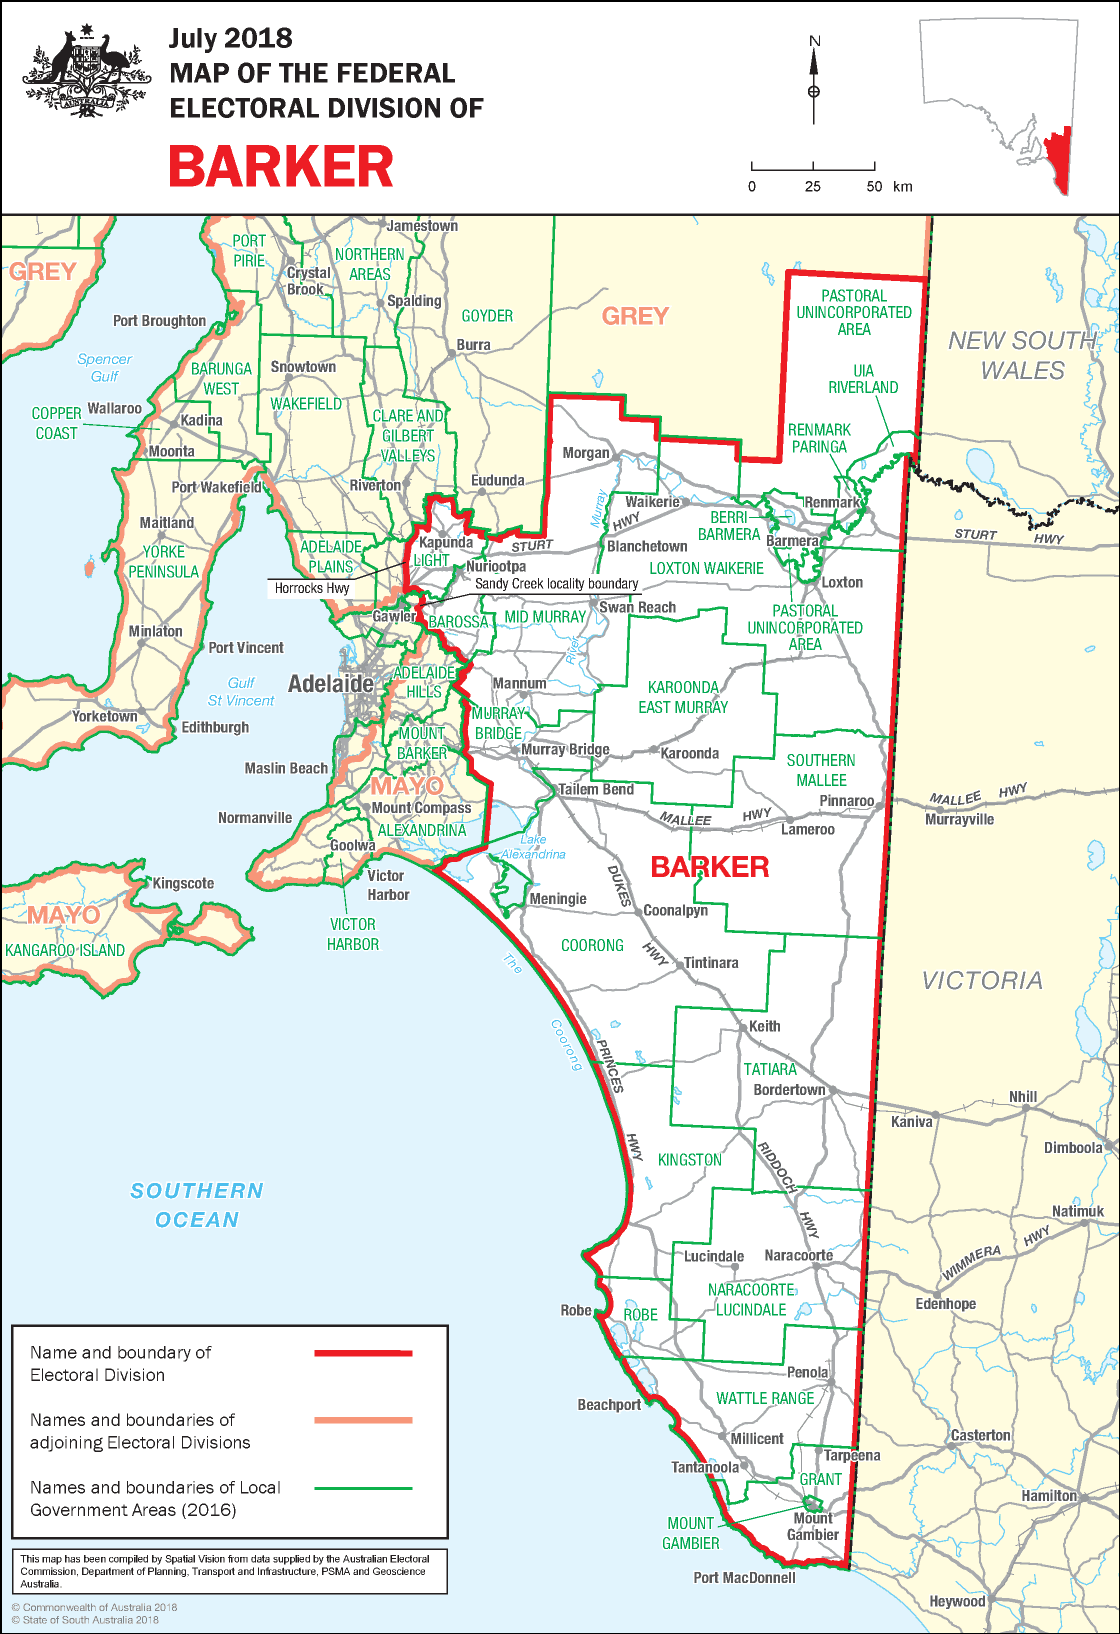 July 2018
MAP OF THE FEDERAL
ELECTORAL DIVISION OF
BARKER
AUSTRALIA
N
0 25 50 km
Jamestown
PORT
PIRIE
NORTHERN
AREAS
GREY
Crystal
Brook
Spalding
PASTORAL
UNINCORPORATED
AREA
Port Broughton
GOYDER
GREY
NEW SOUTH
WALES
Burra
Spencer
Gulf
BARUNGA
WEST
Snowtown
UIA
RIVERLAND
COPPER
COAST
Wallaroo
Kadina
WAKEFIELD
CLARE AND
GILBERT
VALLEYS
RENMARK
PARINGA
Moonta
Morgan
Port Wakefield
Riverton
Eudunda
Murray
Waikerie
Renmark
Maitland
HWY
BERRI
BARMERA
YORKE
PENINSULA
ADELAIDE
PLAINS
Kapunda
LIGHT
STURT
Blanchetown
Barmera
STURT
HWY
Horrocks Hwy
Nuriootpa
LOXTON WAIKERIE
Sandy Creek locality boundary
Loxton
Gawler
BAROSSA
MID MURRAY
Swan Reach
PASTORAL
UNINCORPORATED
AREA
Minlaton
Port Vincent
River
Gulf
St Vincent
Adelaide
ADELAIDE
HILLS
Mannum
KAROONDA
EAST MURRAY
Yorketown
Edithburgh
MURRAY
BRIDGE
MOUNT
BARKER
Murray Bridge
Karoonda
SOUTHERN
MALLEE
Maslin Beach
MAYO
Tailem Bend
Pinnaroo
MALLEE
HWY
Mount Compass
Normanville
MALLEE
HWY
Lameroo
Murrayville
ALEXANDRINA
Goolwa
Lake
Alexandrina
BARKER
Victor
Harbor
DUKES
Kingscote
Meningie
Coonalpyn
MAYO
VICTOR
HARBOR
KANGAROO ISLAND
COORONG
HWY
The
Tintinara
VICTORIA
Coorong
Keith
PRINCES
TATIARA
Bordertown
Nhill
Kaniva
HWY
RIDDOCH
Dimboola
KINGSTON
SOUTHERN
OCEAN
HWY
Natimuk
Lucindale
Naracoorte
WIMMERA
HWY
NARACOORTE
LUCINDALE
Edenhope
Robe
ROBE
Name and boundary of
Electoral Division
Penola
WATTLE RANGE
Beachport
Names and boundaries of
adjoining Electoral Divisions
Millicent
Casterton
Tarpeena
Tantanoola
GRANT
Names and boundaries of Local
Government Areas (2016)
Hamilton
MOUNT
GAMBIER
Mount
Gambier
Port MacDonnell
This map has been compiled by Spatial Vision from data supplied by the Australian Electoral
Commission, Department of Planning, Transport and Infrastructure, PSMA and Geoscience
Australia.
Heywood
© Commonwealth of Australia 2018
© State of South Australia 2018